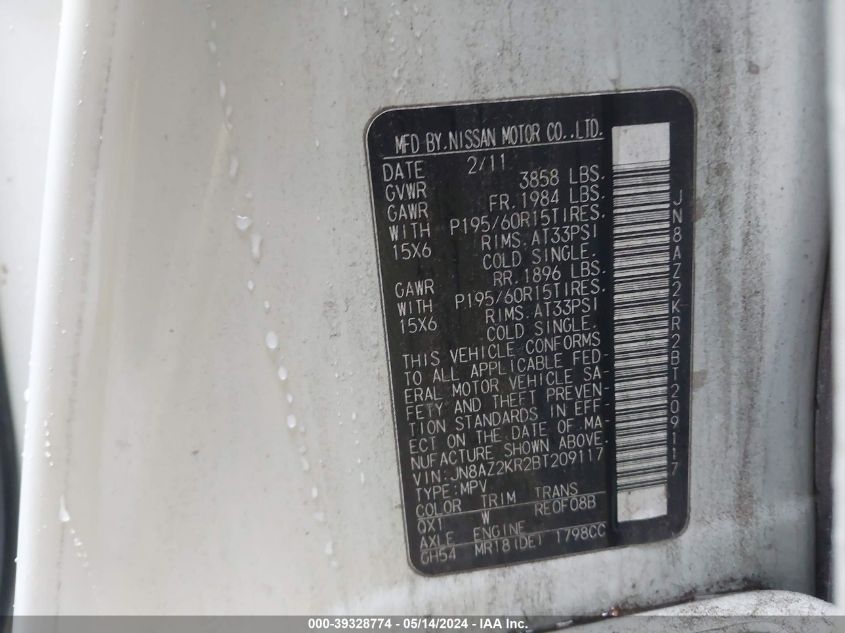 MFD BY.NISSAN MOTOR CO.,LTD.
DATE 2/11
GVWR 3858 LBS.
GAWR FR. 1984 LBS.
WITH P195/60R15TIRES.
15X6 RIMS.AT33PSI
COLD SINGLE.
GAWR RR. 1896 LBS.
WITH P195/60R15TIRES.
15X6 RIMS.AT33PSI
COLD SINGLE.
THIS VEHICLE CONFORMS
TO ALL APPLICABLE FED-
ERAL MOTOR VEHICLE SA-
FETY AND THEFT PREVEN-
TION STANDARDS IN EFF-
ECT ON THE DATE OF MA-
NUFACTURE SHOWN ABOVE.
VIN:JN8AZ2KR2BT209117
TYPE:MPV
COLOR TRIM TRANS
QX1 W RE0F08B
AXLE ENGINE
GH54 MR18(DE) 1798CC
JN8AZ2KR2BT209117
000-39328774 - 05/14/2024 - IAA Inc.